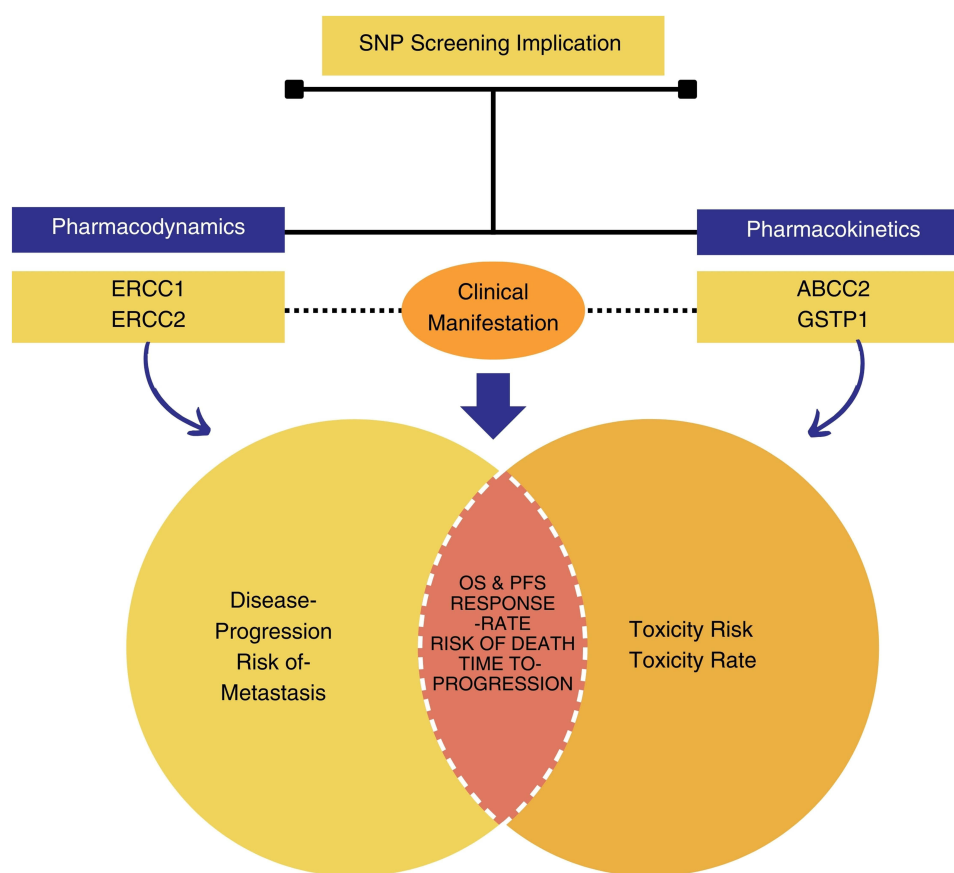 SNP Screening Implication
Pharmacodynamics
Pharmacokinetics
ERCC1
ERCC2
Clinical
Manifestation
ABCC2
GSTP1
Disease-
Progression
Risk of-
Metastasis
OS & PFS
RESPONSE
-RATE
RISK OF DEATH
TIME TO-
PROGRESSION
Toxicity Risk
Toxicity Rate